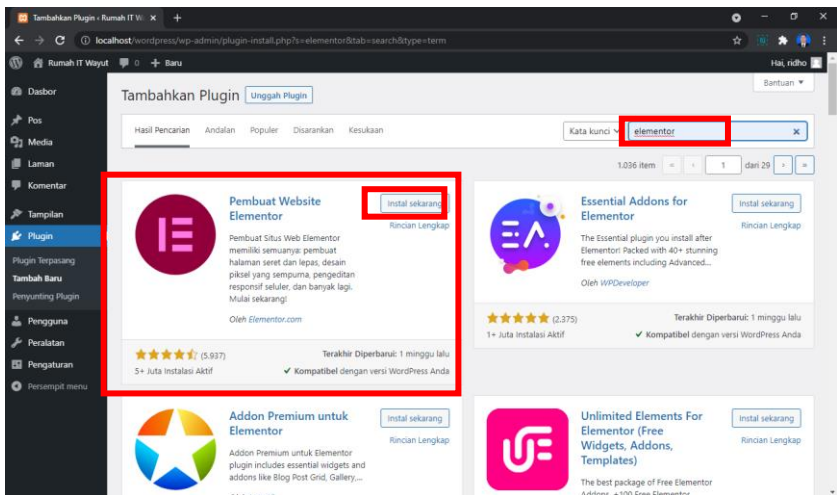 Tambahkan Plugin ‹ Rumah IT W
localhost/wordpress/wp-admin/plugin-install.php?s=elementor&tab=search&type=term
Rumah IT Wayut
0
+ Baru
Hai, ridho
Dasbor
Pos
Media
Laman
Komentar
Tampilan
Plugin
Plugin Terpasang
Tambah Baru
Penyunting Plugin
Pengguna
Peralatan
Pengaturan
Persempit menu
Bantuan
Tambahkan Plugin
Unggah Plugin
Hasil Pencarian
Andalan
Populer
Disarankan
Kesukaan
Kata kunci
elementor
1.036 item
« ‹ 1 dari 29 › »
Pembuat Website
Elementor
Instal sekarang
Rincian Lengkap
Pembuat Situs Web Elementor
memiliki semuanya: pembuat
halaman seret dan lepas, desain
piksel yang sempurna, pengeditan
responsif seluler, dan banyak lagi.
Mulai sekarang!
Oleh Elementor.com
(5.937)
5+ Juta Instalasi Aktif
Terakhir Diperbarui: 1 minggu lalu
✔ Kompatibel dengan versi WordPress Anda
Essential Addons for
Elementor
Instal sekarang
Rincian Lengkap
The Essential plugin you install after
Elementor! Packed with 40+ stunning
free elements including Advanced...
Oleh WPDeveloper
(2.375)
1+ Juta Instalasi Aktif
Terakhir Diperbarui: 1 minggu lalu
✔ Kompatibel dengan versi WordPress Anda
Addon Premium untuk
Elementor
Instal sekarang
Rincian Lengkap
Addon Premium untuk Elementor
plugin includes essential widgets and
addons like Blog Post Grid, Gallery,...
Unlimited Elements For
Elementor (Free
Widgets, Addons,
Templates)
Instal sekarang
Rincian Lengkap
The best package of Free Elementor
Addons. +100 Free Elementor